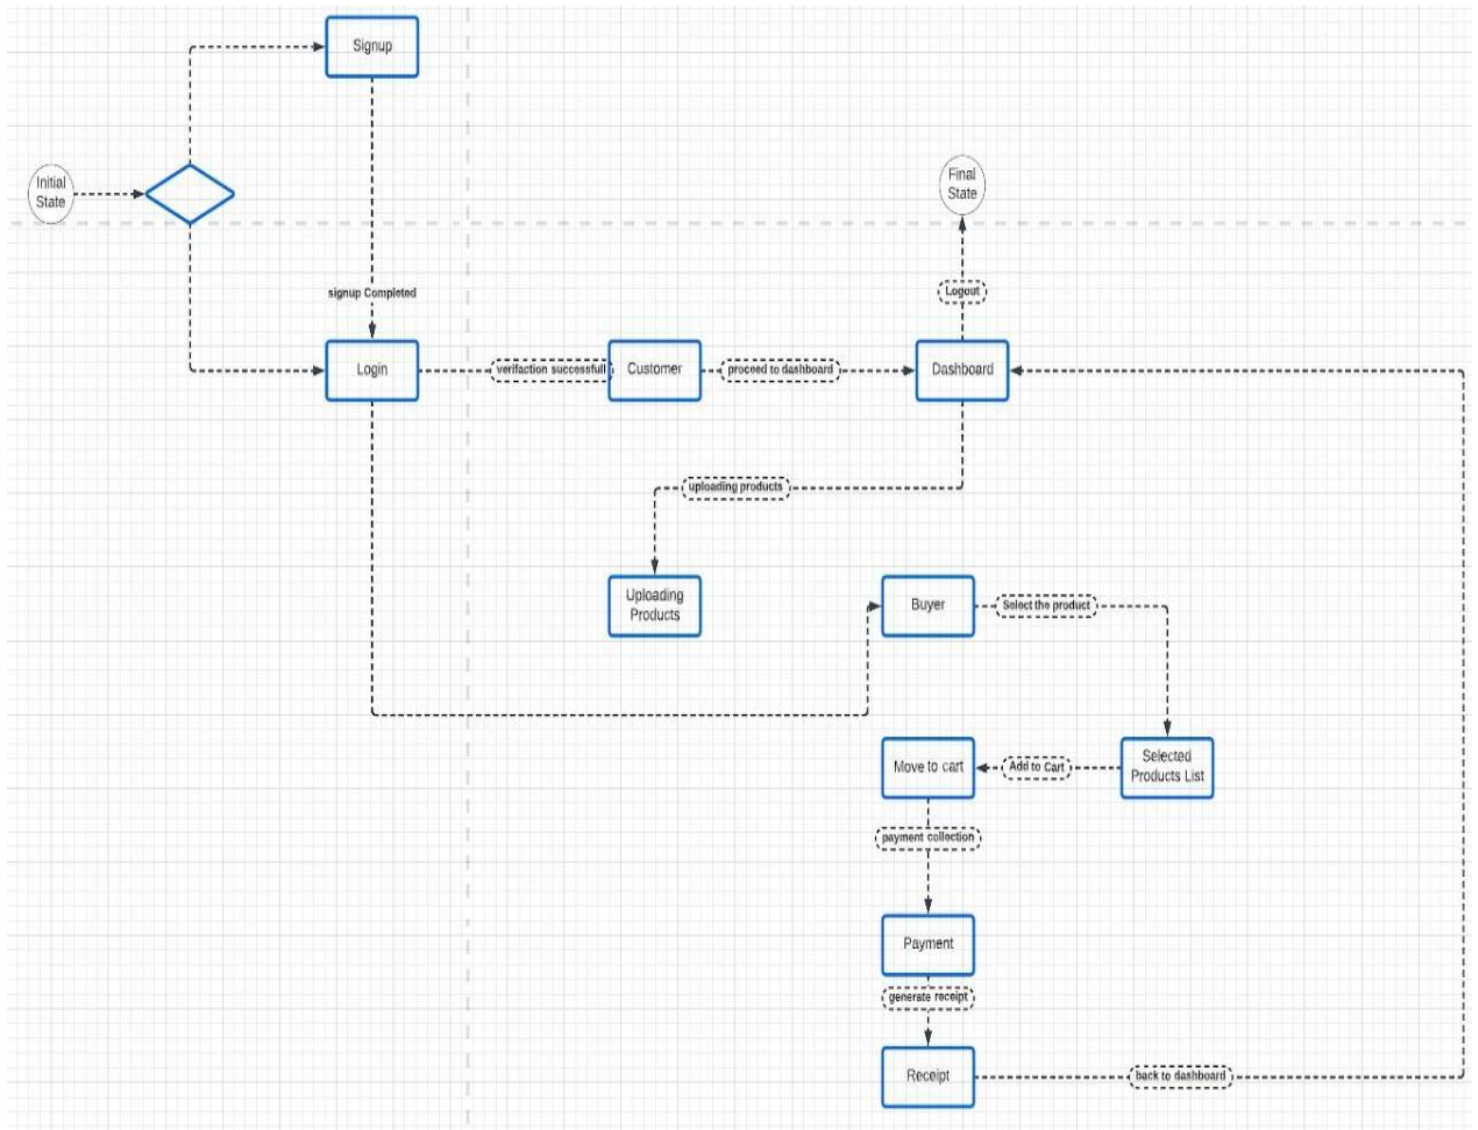 Signup
Initial
State
Final
State
signup Completed
Logout
Login
verifaction successfull
Customer
proceed to dashboard
Dashboard
uploading products
Uploading
Products
Buyer
Select the product
Move to cart
Add to Cart
Selected
Products List
payment collection
Payment
generate receipt
Receipt
back to dashboard